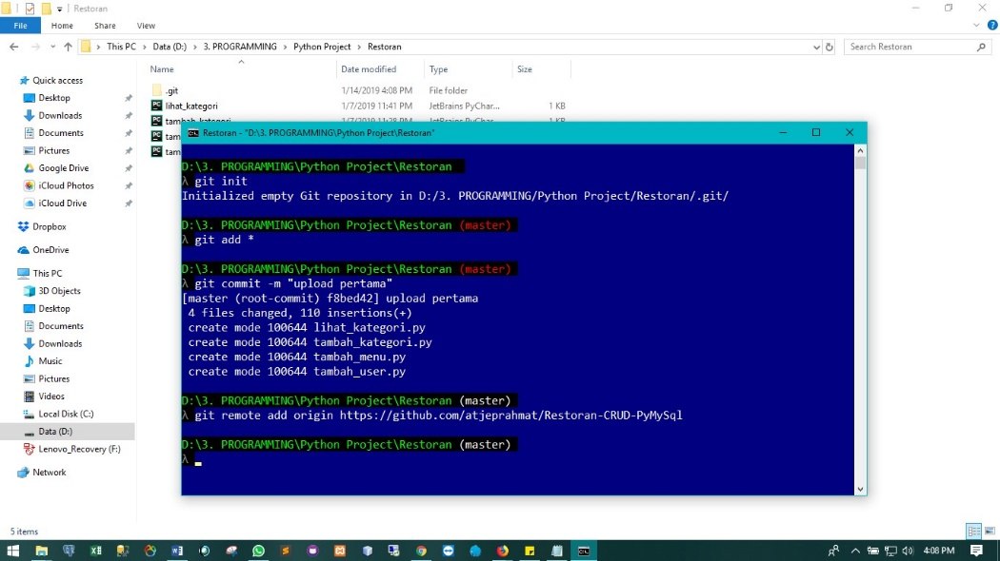 Restoran
File Home Share View
This PC Data (D:) 3. PROGRAMMING Python Project Restoran
Search Restoran
Name Date modified Type Size
.git 1/14/2019 4:08 PM File folder
lihat_kategori 1/7/2019 11:41 PM JetBrains PyChar... 1 KB
tambah_kategori 1/7/2019 11:28 PM JetBrains PyChar... 1 KB
tam
tam
Quick access
Desktop
Downloads
Documents
Pictures
Google Drive
iCloud Photos
iCloud Drive
Dropbox
OneDrive
This PC
3D Objects
Desktop
Documents
Downloads
Music
Pictures
Videos
Local Disk (C:)
Data (D:)
Lenovo_Recovery (F:)
Network
Restoran - "D:\3. PROGRAMMING\Python Project\Restoran"
D:\3. PROGRAMMING\Python Project\Restoran
λ git init
Initialized empty Git repository in D:/3. PROGRAMMING/Python Project/Restoran/.git/
D:\3. PROGRAMMING\Python Project\Restoran (master)
λ git add *
D:\3. PROGRAMMING\Python Project\Restoran (master)
λ git commit -m "upload pertama"
[master (root-commit) f8bed42] upload pertama
4 files changed, 110 insertions(+)
create mode 100644 lihat_kategori.py
create mode 100644 tambah_kategori.py
create mode 100644 tambah_menu.py
create mode 100644 tambah_user.py
D:\3. PROGRAMMING\Python Project\Restoran (master)
λ git remote add origin https://github.com/atjeprahmat/Restoran-CRUD-PyMySql
D:\3. PROGRAMMING\Python Project\Restoran (master)
λ
5 items
4:08 PM